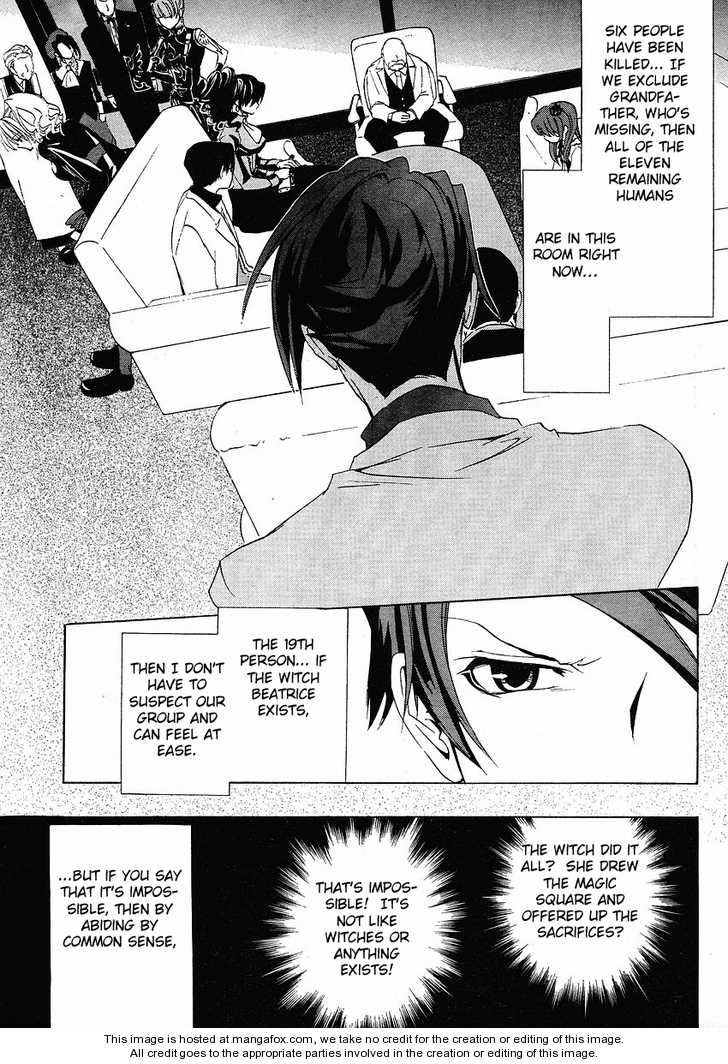 SIX PEOPLE
HAVE BEEN
KILLED... IF
WE EXCLUDE
GRANDFA-
THER, WHO'S
MISSING, THEN
ALL OF THE
ELEVEN
REMAINING
HUMANS
ARE IN THIS
ROOM RIGHT
NOW...
THE 19TH
PERSON... IF
THE WITCH
BEATRICE
EXISTS,
THEN I DON'T
HAVE TO
SUSPECT OUR
GROUP AND
CAN FEEL AT
EASE.
THE WITCH DID IT
ALL? SHE DREW
THE MAGIC
SQUARE AND
OFFERED UP THE
SACRIFICES?
THAT'S IMPOS-
SIBLE! IT'S
NOT LIKE
WITCHES OR
ANYTHING
EXISTS!
...BUT IF YOU SAY
THAT IT'S IMPOS-
SIBLE, THEN BY
ABIDING BY
COMMON SENSE,
This image is hosted at mangafox.com, we take no credit for the creation or editing of this image.
All credit goes to the appropriate parties involved in the creation or editing of this image.